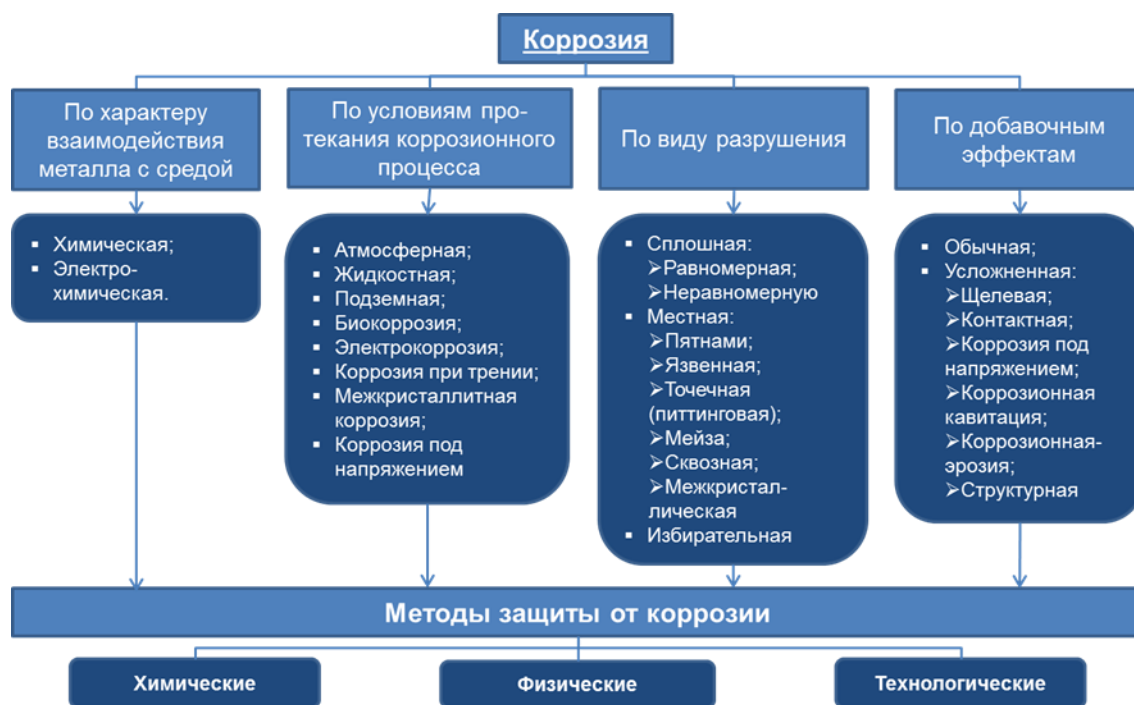 Коррозия
По характеру
взаимодействия
металла с средой
По условиям про-
текания коррозионного
процесса
По виду разрушения
По добавочным
эффектам
▪ Химическая;
▪ Электро-
химическая.
▪ Атмосферная;
▪ Жидкостная;
▪ Подземная;
▪ Биокоррозия;
▪ Электрокоррозия;
▪ Коррозия при трении;
▪ Межкристаллитная
коррозия;
▪ Коррозия под
напряжением
▪ Сплошная:
➢Равномерная;
➢Неравномерную
▪ Местная:
➢Пятнами;
➢Язвенная;
➢Точечная
(питтинговая);
➢Мейза;
➢Сквозная;
➢Межкристал-
лическая
▪ Избирательная
▪ Обычная;
▪ Усложненная:
➢Щелевая;
➢Контактная;
➢Коррозия под
напряжением;
➢Коррозионная
кавитация;
➢Коррозионная-
эрозия;
➢Структурная
Методы защиты от коррозии
Химические
Физические
Технологические